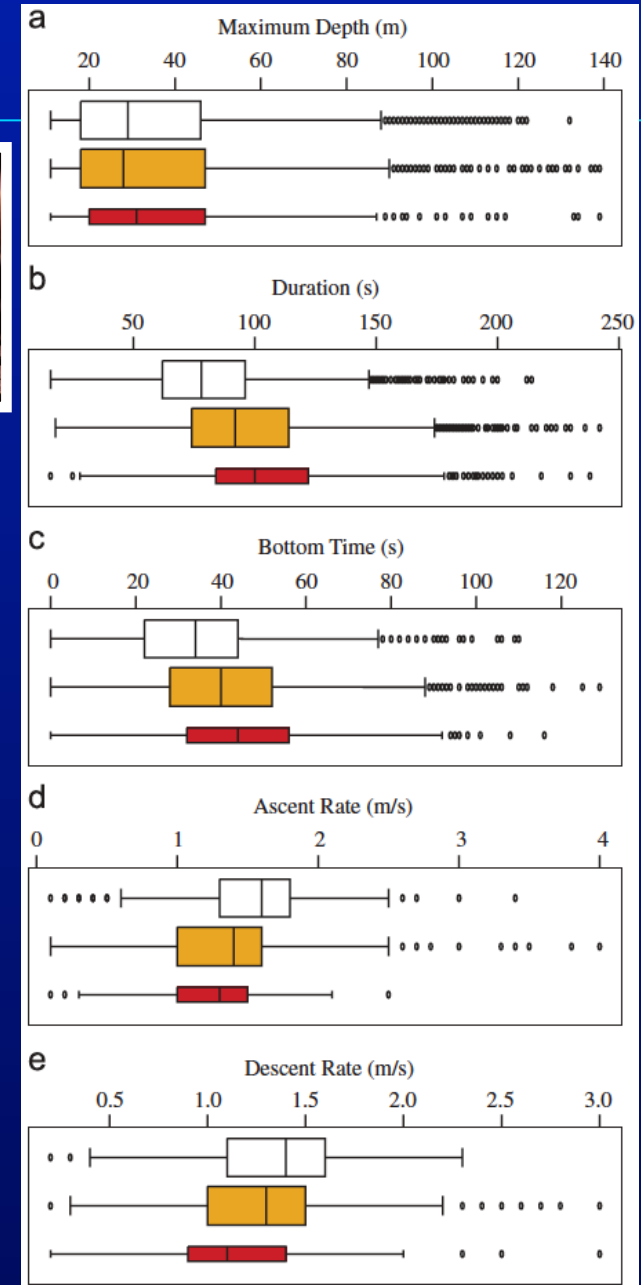 a
Maximum Depth (m)
20 40 60 80 100 120 140
b
Duration (s)
50 100 150 200 250
c
Bottom Time (s)
0 20 40 60 80 100 120
d
Ascent Rate (m/s)
0 1 2 3 4
e
Descent Rate (m/s)
0.5 1.0 1.5 2.0 2.5 3.0